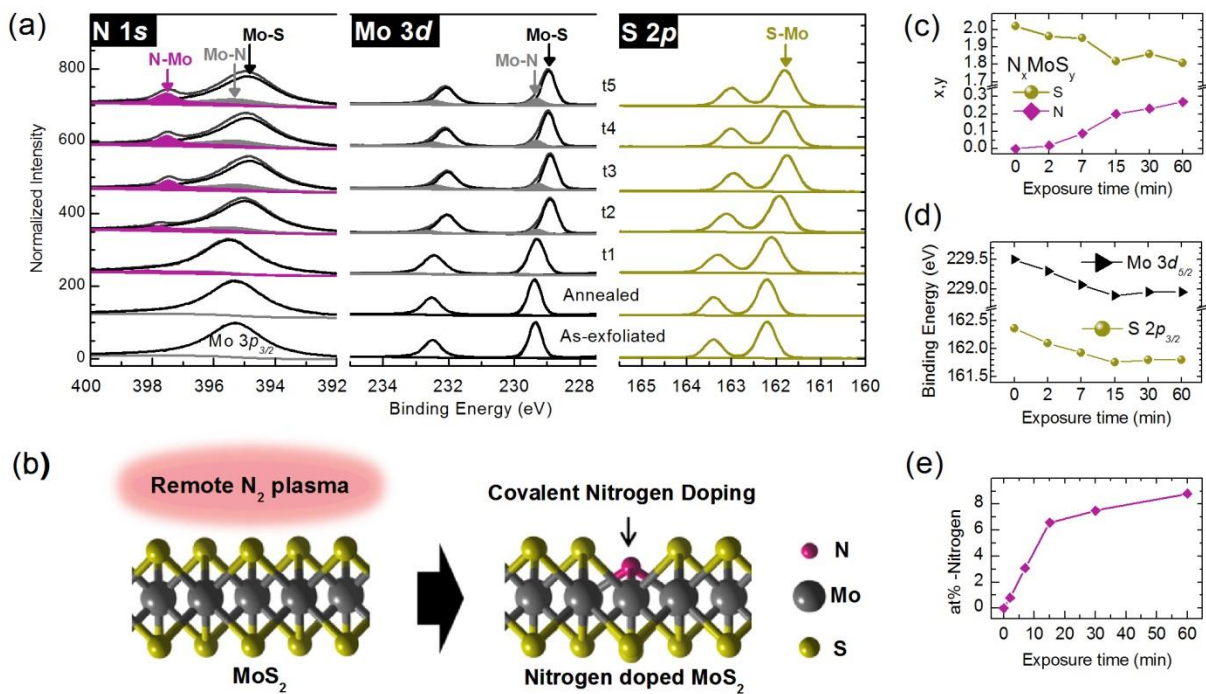 (a)
N 1s
Mo 3d
S 2p
Mo-S
Mo-N
N-Mo
Mo-S
Mo-N
S-Mo
800
600
400
200
0
Normalized Intensity
t5
t4
t3
t2
t1
Annealed
As-exfoliated
Mo 3p3/2
400 398 396 394 392
234 232 230 228
165 164 163 162 161 160
Binding Energy (eV)
(b)
Remote N2 plasma
MoS2
Covalent Nitrogen Doping
Nitrogen doped MoS2
N
Mo
S
(c)
x,y
2.0
1.9
1.8
1.7
0.3
0.2
0.1
0.0
NxMoSy
S
N
0 2 7 15 30 60
Exposure time (min)
(d)
Binding Energy (eV)
229.5
229.0
162.5
162.0
161.5
Mo 3d5/2
S 2p3/2
0 2 7 15 30 60
Exposure time (min)
(e)
at% -Nitrogen
8
6
4
2
0
0 10 20 30 40 50 60
Exposure time (min)